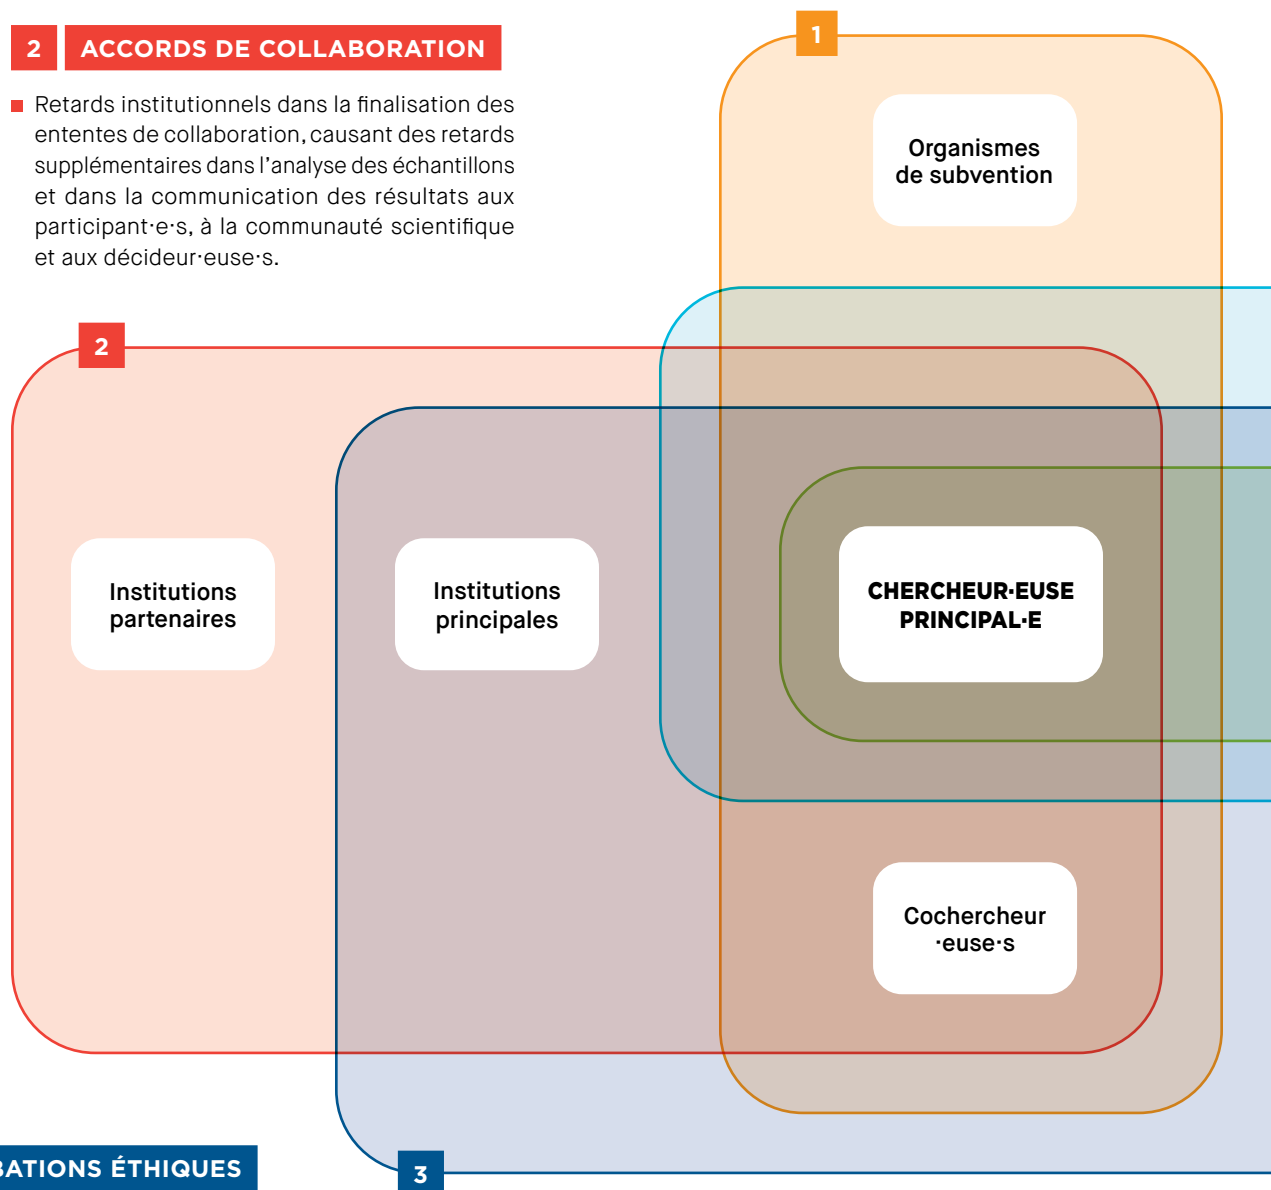 2 ACCORDS DE COLLABORATION
Retards institutionnels dans la finalisation des
ententes de collaboration, causant des retards
supplémentaires dans l'analyse des échantillons
et dans la communication des résultats aux
participant·e·s, à la communauté scientifique
et aux décideur·euse·s.
1
Organismes
de subvention
2
Institutions
partenaires
Institutions
principales
CHERCHEUR·EUSE
PRINCIPAL·E
Cochercheur
·euse·s
BATIONS ÉTHIQUES
3